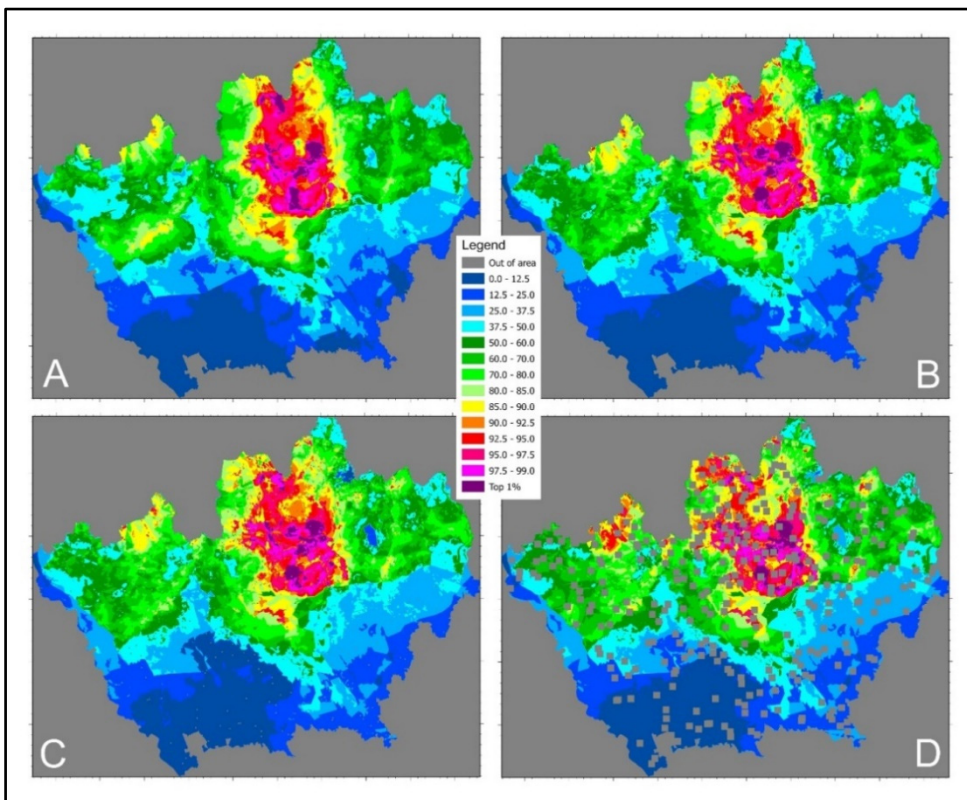 A
B
Legend
Out of area
0.0 - 12.5
12.5 - 25.0
25.0 - 37.5
37.5 - 50.0
50.0 - 60.0
60.0 - 70.0
70.0 - 80.0
80.0 - 85.0
85.0 - 90.0
90.0 - 92.5
92.5 - 95.0
95.0 - 97.5
97.5 - 99.0
Top 1%
C
D